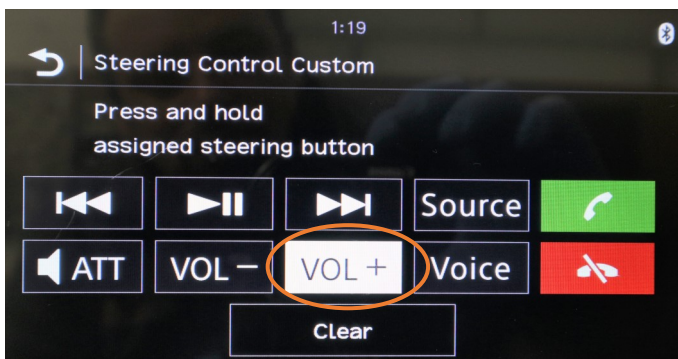 1:19
Steering Control Custom
Press and hold
assigned steering button
Source
ATT VOL − VOL + Voice
Clear